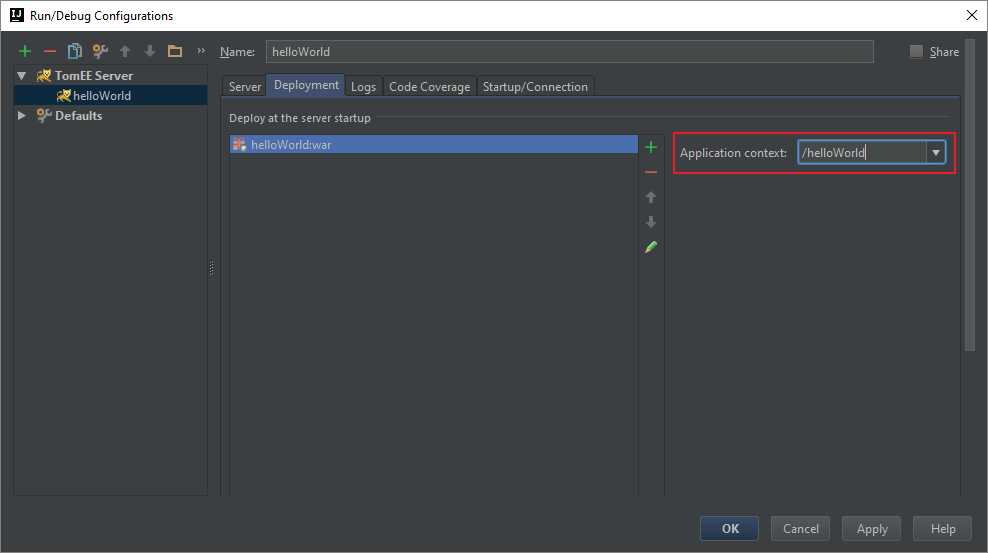 Run/Debug Configurations
Name: helloWorld Share
TomEE Server
helloWorld
Defaults
Server Deployment Logs Code Coverage Startup/Connection
Deploy at the server startup
helloWorld:war
Application context: /helloWorld
OK Cancel Apply Help